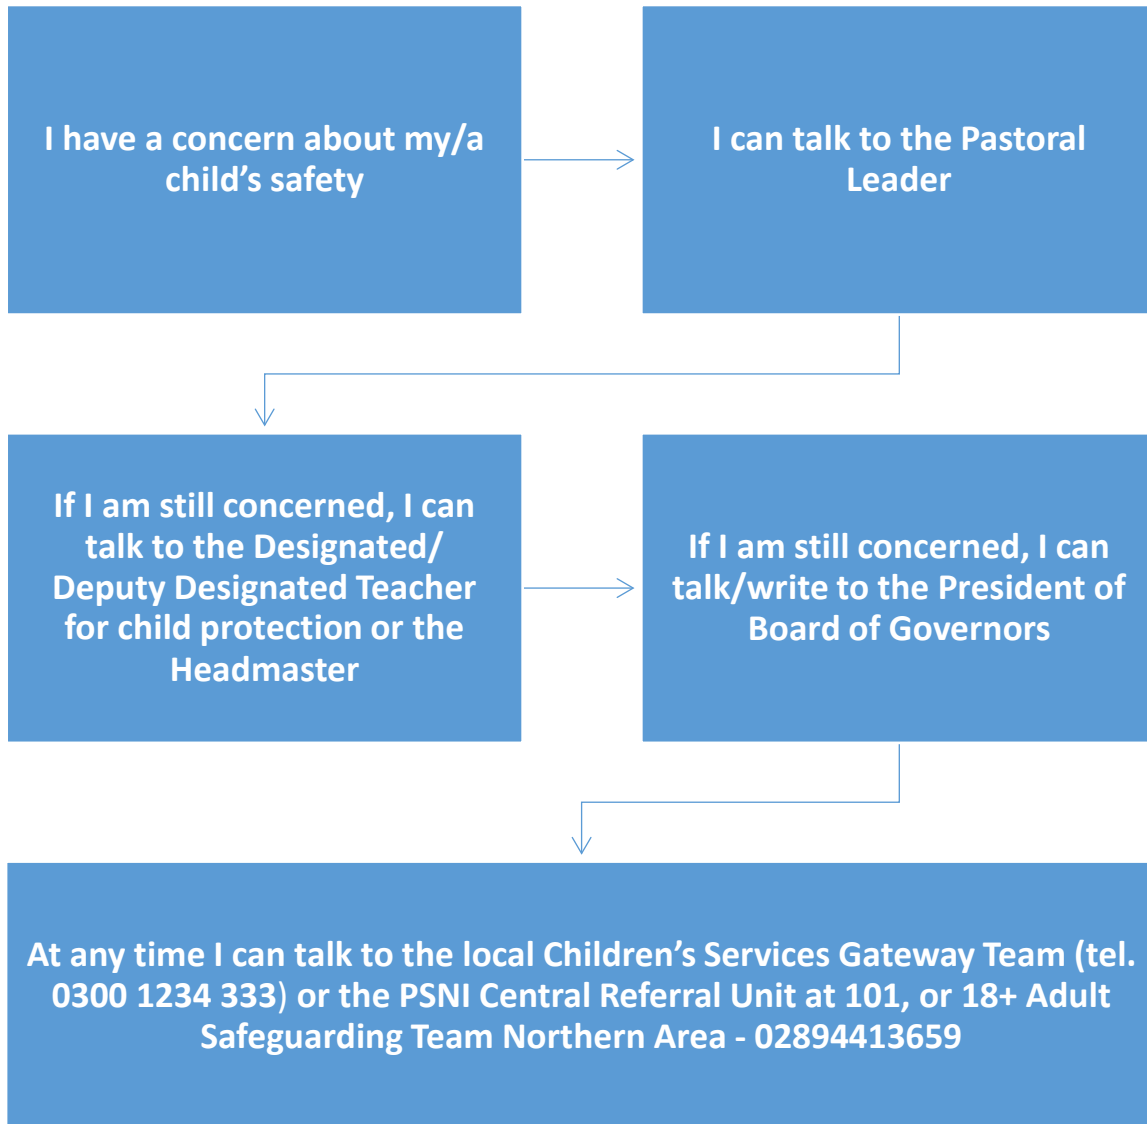 I have a concern about my/a
child’s safety
I can talk to the Pastoral
Leader
If I am still concerned, I can
talk to the Designated/
Deputy Designated Teacher
for child protection or the
Headmaster
If I am still concerned, I can
talk/write to the President of
Board of Governors
At any time I can talk to the local Children’s Services Gateway Team (tel.
0300 1234 333) or the PSNI Central Referral Unit at 101, or 18+ Adult
Safeguarding Team Northern Area - 02894413659